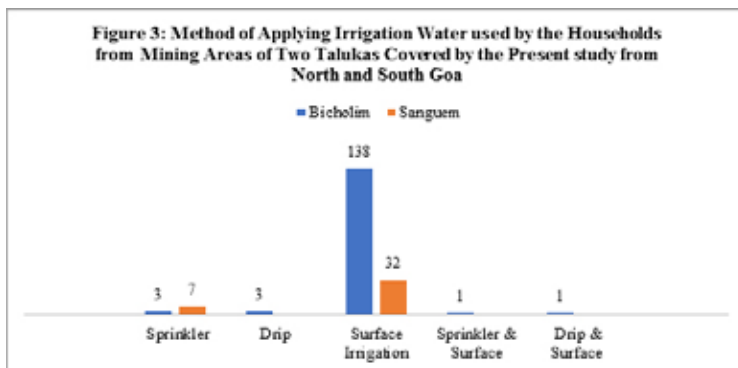 Figure 3: Method of Applying Irrigation Water used by the Households
from Mining Areas of Two Talukas Covered by the Present study from
North and South Goa
Bicholim Sanguem
138
32
3 7 3 1 1
Sprinkler Drip Surface Irrigation Sprinkler & Surface Drip & Surface